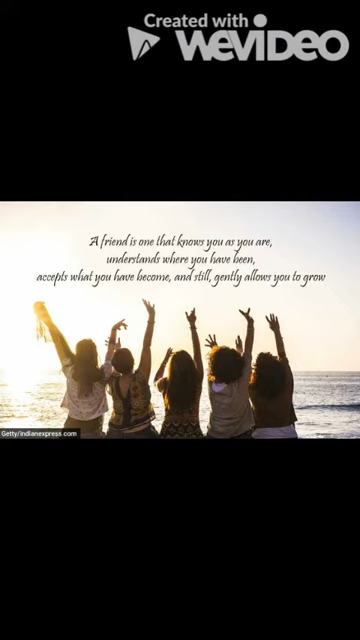 Created with
WEVIDEO
A friend is one that knows you as you are,
understands where you have been,
accepts what you have become, and still, gently allows you to grow
Getty/indianexpress.com